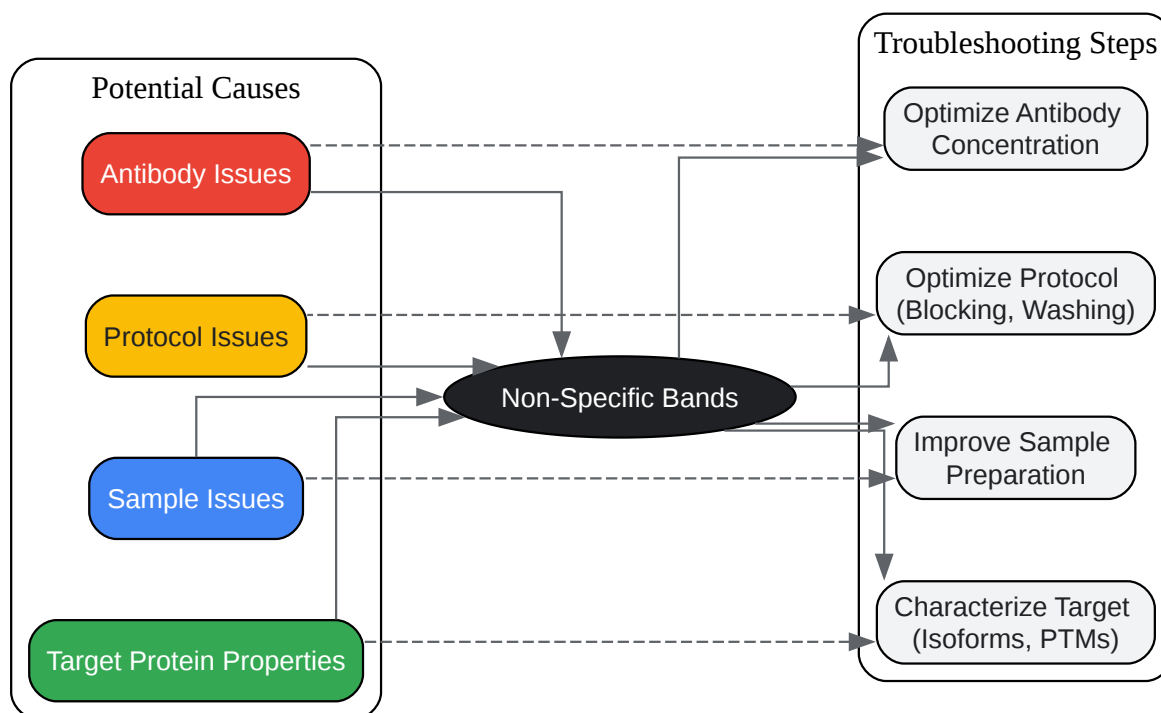 Potential Causes
Antibody Issues
Protocol Issues
Sample Issues
Target Protein Properties
Non-Specific Bands
Troubleshooting Steps
Optimize Antibody
Concentration
Optimize Protocol
(Blocking, Washing)
Improve Sample
Preparation
Characterize Target
(Isoforms, PTMs)